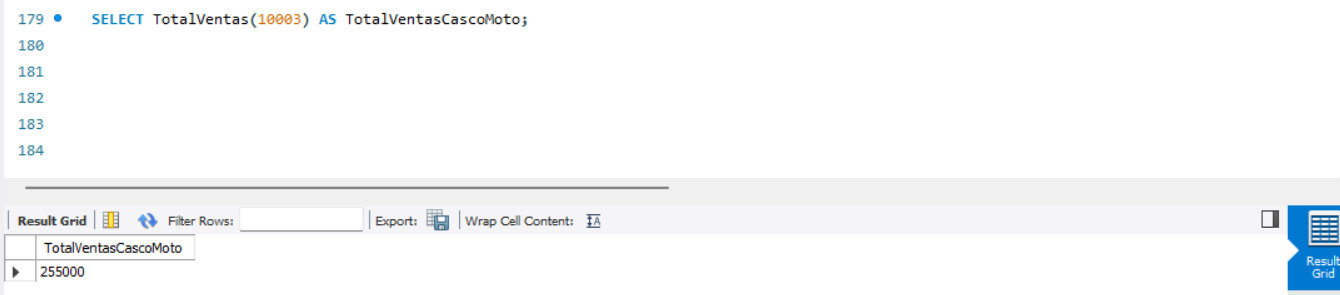 179 SELECT TotalVentas(10003) AS TotalVentasCascoMoto;
180
181
182
183
184
Result Grid Filter Rows: Export: Wrap Cell Content: IA
TotalVentasCascoMoto
255000
Result
Grid